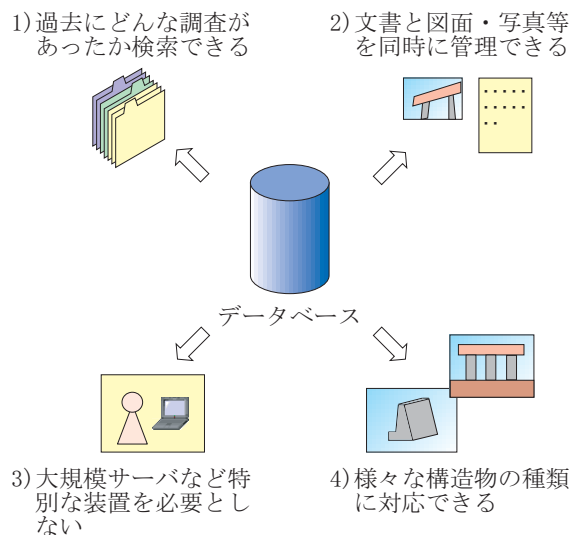 1)過去にどんな調査が
あったか検索できる
2)文書と図面・写真等
を同時に管理できる
データベース
3)大規模サーバなど特
別な装置を必要とし
ない
4)様々な構造物の種類
に対応できる